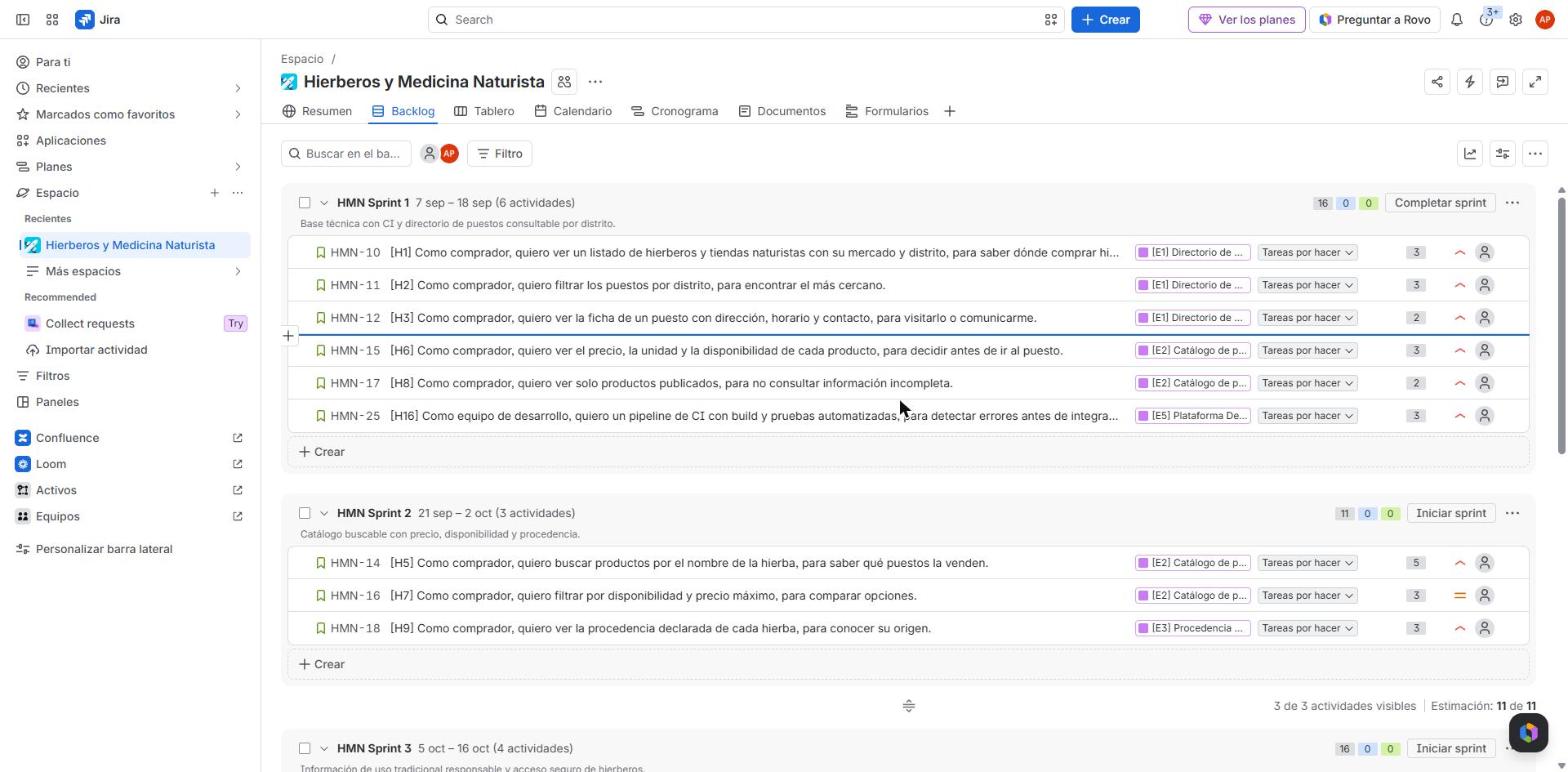 Jira
Search
Crear
Ver los planes
Preguntar a Rovo
3+
AP
Para ti
Recientes
Marcados como favoritos
Aplicaciones
Planes
Espacio
Recientes
Hierberos y Medicina Naturista
Más espacios
Recommended
Collect requests Try
Importar actividad
Filtros
Paneles
Confluence
Loom
Activos
Equipos
Personalizar barra lateral
Espacio /
Hierberos y Medicina Naturista
Resumen Backlog Tablero Calendario Cronograma Documentos Formularios
Buscar en el ba... AP Filtro
HMN Sprint 1 7 sep – 18 sep (6 actividades) 16 0 0 Completar sprint
Base técnica con CI y directorio de puestos consultable por distrito.
HMN-10 [H1] Como comprador, quiero ver un listado de hierberos y tiendas naturistas con su mercado y distrito, para saber dónde comprar hi... [E1] Directorio de ... Tareas por hacer 3
HMN-11 [H2] Como comprador, quiero filtrar los puestos por distrito, para encontrar el más cercano. [E1] Directorio de ... Tareas por hacer 3
HMN-12 [H3] Como comprador, quiero ver la ficha de un puesto con dirección, horario y contacto, para visitarlo o comunicarme. [E1] Directorio de ... Tareas por hacer 2
HMN-15 [H6] Como comprador, quiero ver el precio, la unidad y la disponibilidad de cada producto, para decidir antes de ir al puesto. [E2] Catálogo de p... Tareas por hacer 3
HMN-17 [H8] Como comprador, quiero ver solo productos publicados, para no consultar información incompleta. [E2] Catálogo de p... Tareas por hacer 2
HMN-25 [H16] Como equipo de desarrollo, quiero un pipeline de CI con build y pruebas automatizadas, para detectar errores antes de integra... [E5] Plataforma De... Tareas por hacer 3
Crear
HMN Sprint 2 21 sep – 2 oct (3 actividades) 11 0 0 Iniciar sprint
Catálogo buscable con precio, disponibilidad y procedencia.
HMN-14 [H5] Como comprador, quiero buscar productos por el nombre de la hierba, para saber qué puestos la venden. [E2] Catálogo de p... Tareas por hacer 5
HMN-16 [H7] Como comprador, quiero filtrar por disponibilidad y precio máximo, para comparar opciones. [E2] Catálogo de p... Tareas por hacer 3
HMN-18 [H9] Como comprador, quiero ver la procedencia declarada de cada hierba, para conocer su origen. [E3] Procedencia ... Tareas por hacer 3
Crear
3 de 3 actividades visibles Estimación: 11 de 11
HMN Sprint 3 5 oct – 16 oct (4 actividades) 16 0 0 Iniciar sprint
Información de uso tradicional responsable y acceso seguro de hierberos.